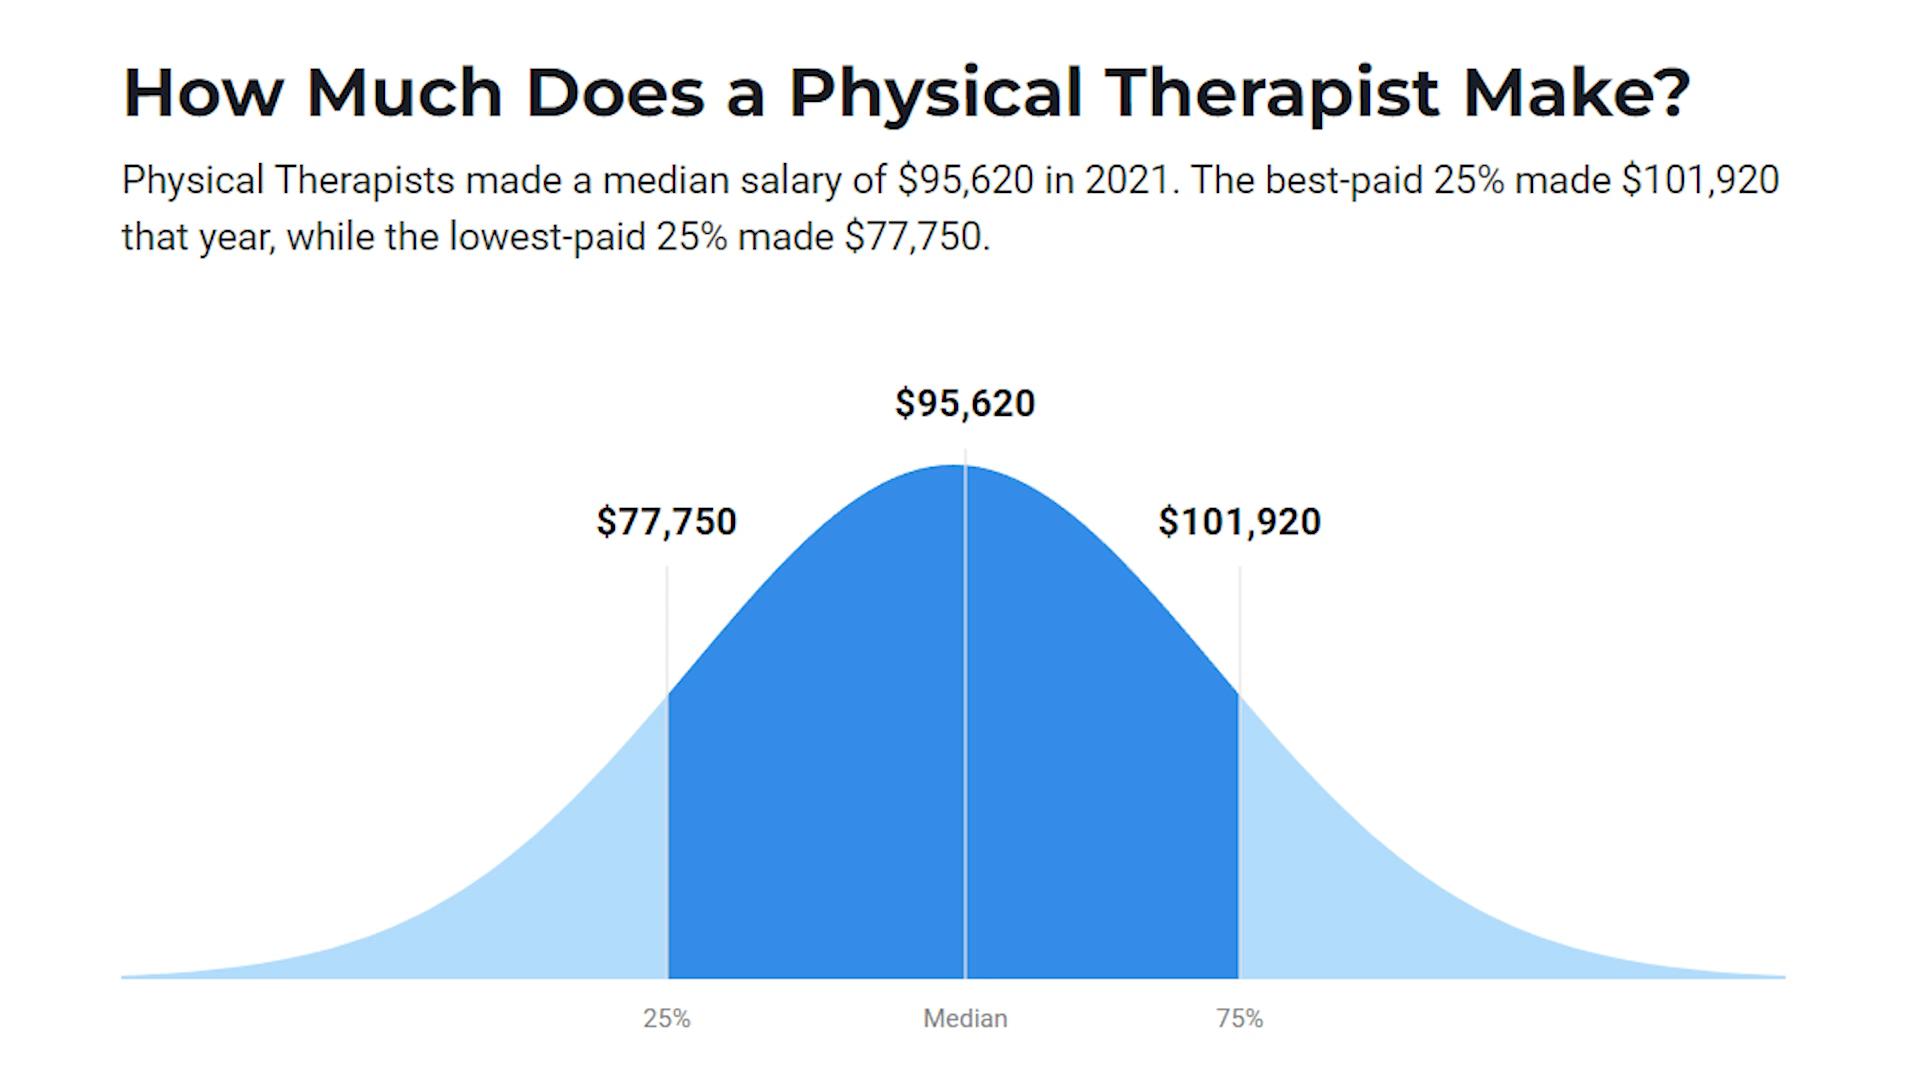 How Much Does a Physical Therapist Make?
Physical Therapists made a median salary of $95,620 in 2021. The best-paid 25% made $101,920
that year, while the lowest-paid 25% made $77,750.
$95,620
$77,750
$101,920
25%
Median
75%